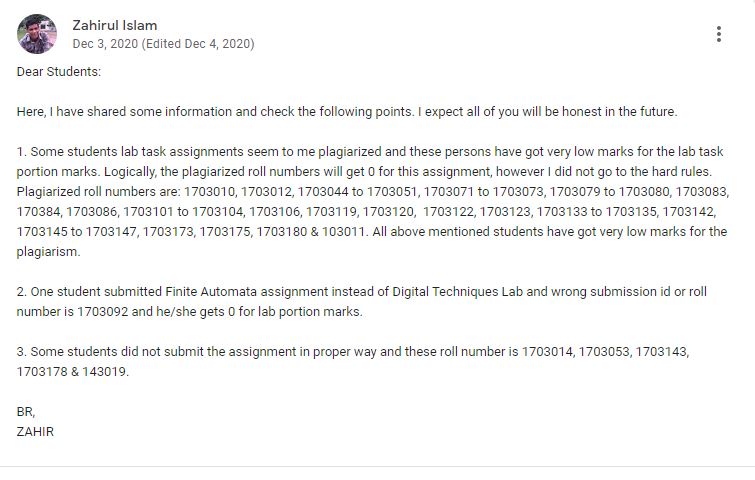 Zahirul Islam
Dec 3, 2020 (Edited Dec 4, 2020)
Dear Students:
Here, I have shared some information and check the following points. I expect all of you will be honest in the future.
1. Some students lab task assignments seem to me plagiarized and these persons have got very low marks for the lab task
portion marks. Logically, the plagiarized roll numbers will get 0 for this assignment, however I did not go to the hard rules.
Plagiarized roll numbers are: 1703010, 1703012, 1703044 to 1703051, 1703071 to 1703073, 1703079 to 1703080, 1703083,
170384, 1703086, 1703101 to 1703104, 1703106, 1703119, 1703120, 1703122, 1703123, 1703133 to 1703135, 1703142,
1703145 to 1703147, 1703173, 1703175, 1703180 & 103011. All above mentioned students have got very low marks for the
plagiarism.
2. One student submitted Finite Automata assignment instead of Digital Techniques Lab and wrong submission id or roll
number is 1703092 and he/she gets 0 for lab portion marks.
3. Some students did not submit the assignment in proper way and these roll number is 1703014, 1703053, 1703143,
1703178 & 143019.
BR,
ZAHIR